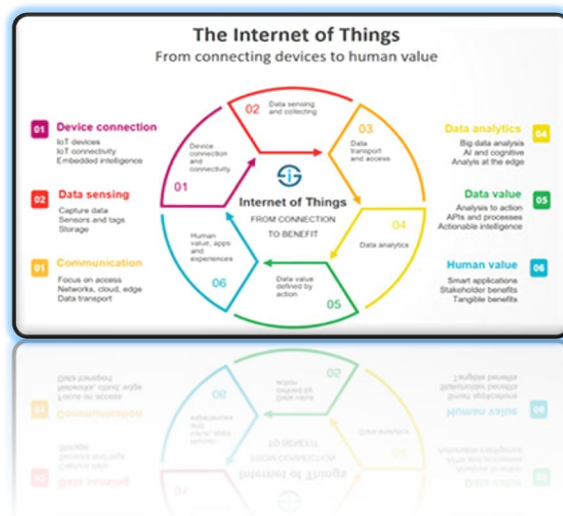 The Internet of Things
From connecting devices to human value
01 Device connection
IoT devices
IoT connectivity
Embedded intelligence
02 Data sensing
Capture data
Sensors and tags
Storage
01 Communication
Focus on access
Networks, cloud, edge
Data transport
01
Device
connection
and
connectivity
02
Data sensing
and collecting
03
Data
transport
and access
04
Data analytics
05
Data value
defined by
action
06
Human
value, apps
and
experiences
Internet of Things
FROM CONNECTION
TO BENEFIT
Data analytics 04
Big data analysis
AI and cognitive
Analyis at the edge
Data value 05
Analysis to action
APIs and processes
Actionable intelligence
Human value 06
Smart applications
Stakeholder benefits
Tangible benefits